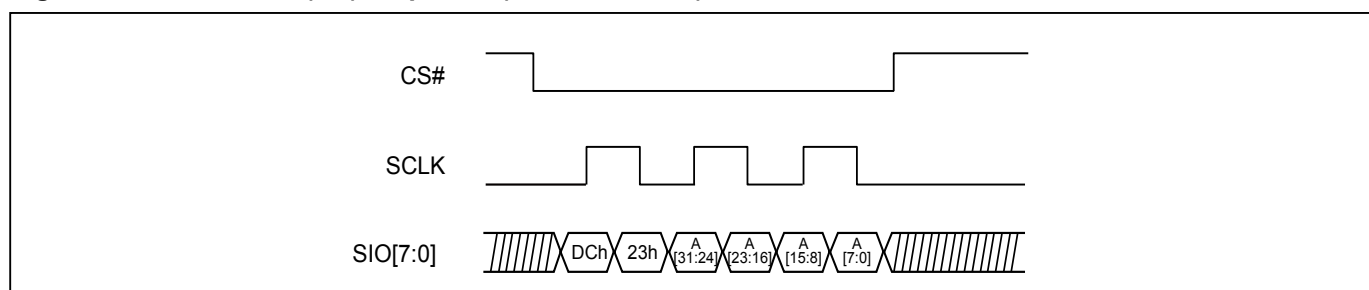 CS#
SCLK
SIO[7:0]
DCh
23h
A
[31:24]
A
[23:16]
A
[15:8]
A
[7:0]